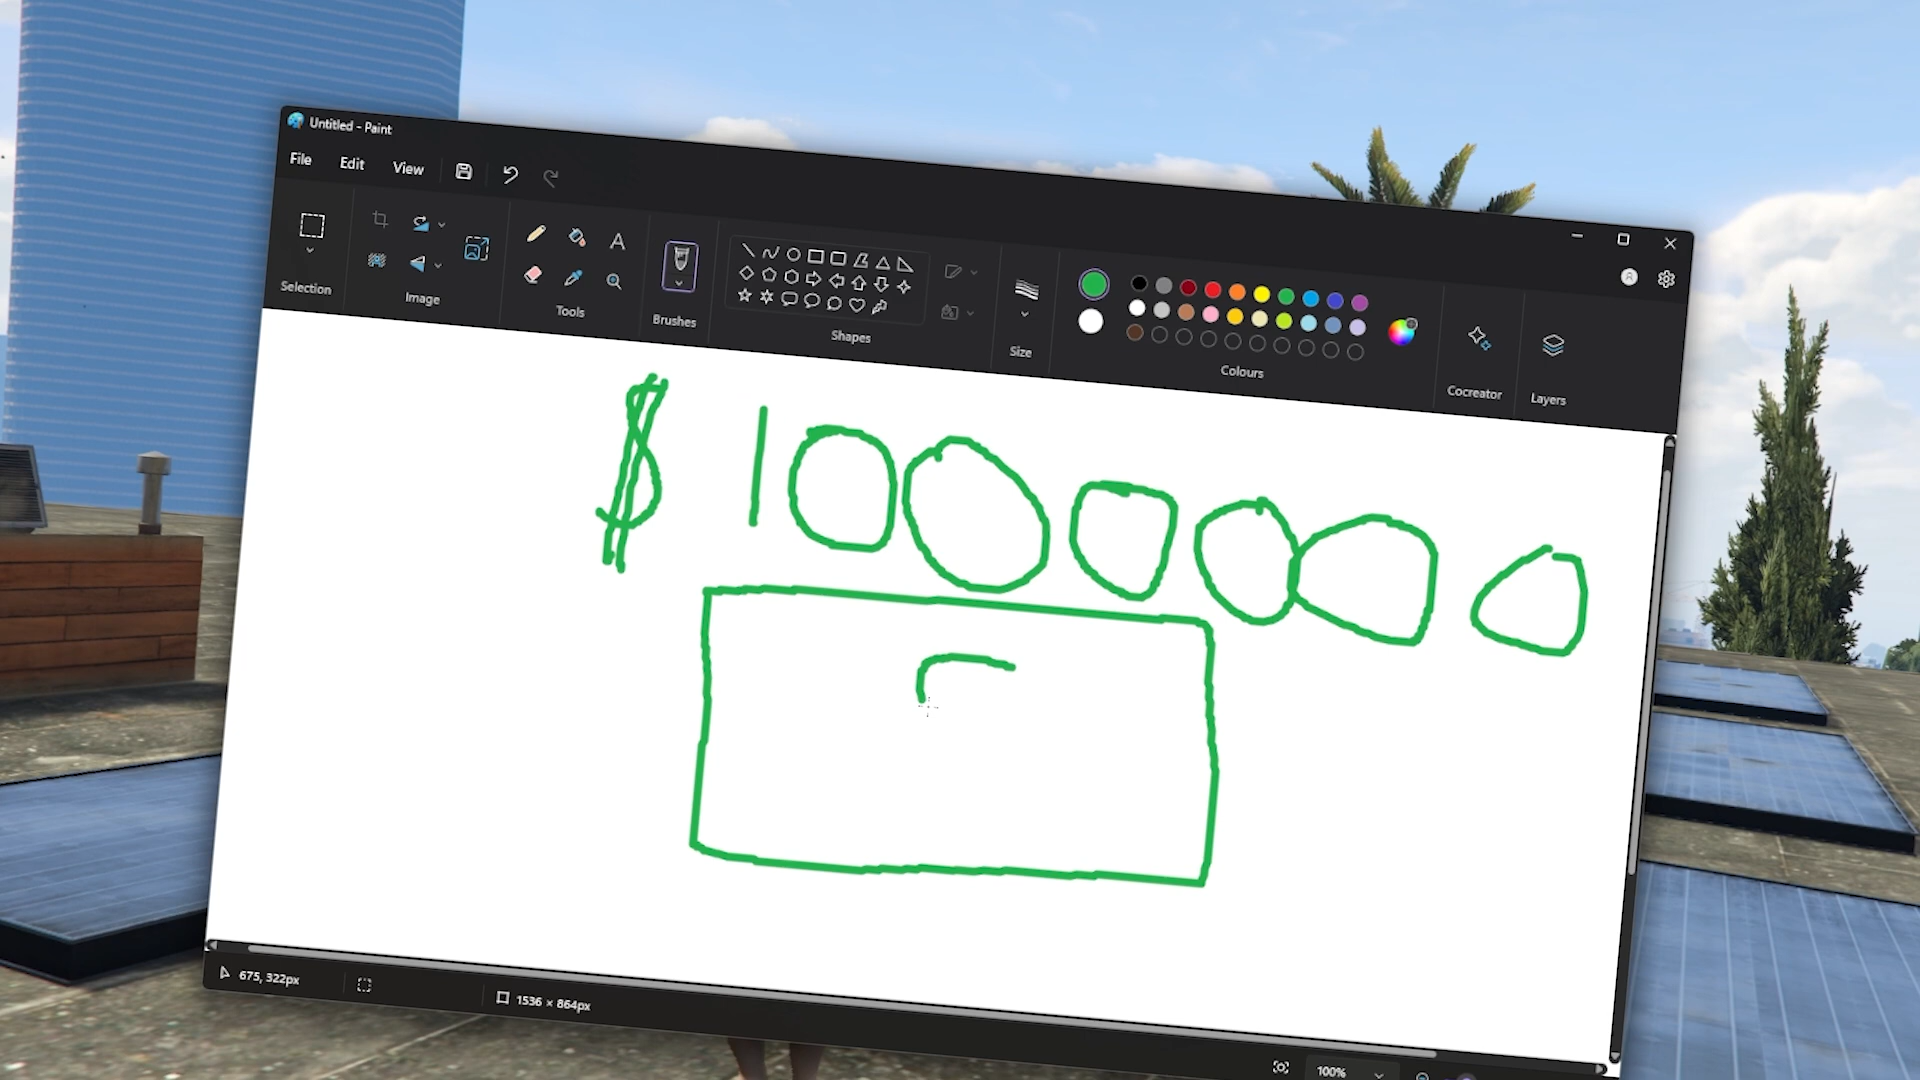 Untitled - Paint
File Edit View
Selection Image Tools Brushes Shapes Size Colours Cocreator Layers
$ 1000000
675, 322px
1536 × 864px
100%